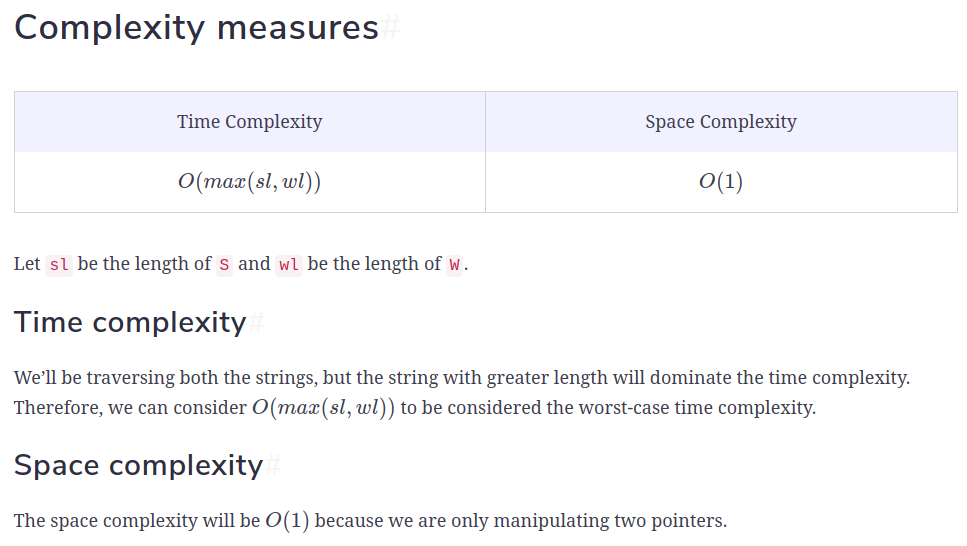 Complexity measures#
Time Complexity
Space Complexity
O(max(sl, wl))
O(1)
Let sl be the length of S and wl be the length of W.
Time complexity#
We’ll be traversing both the strings, but the string with greater length will dominate the time complexity.
Therefore, we can consider O(max(sl, wl)) to be considered the worst-case time complexity.
Space complexity#
The space complexity will be O(1) because we are only manipulating two pointers.